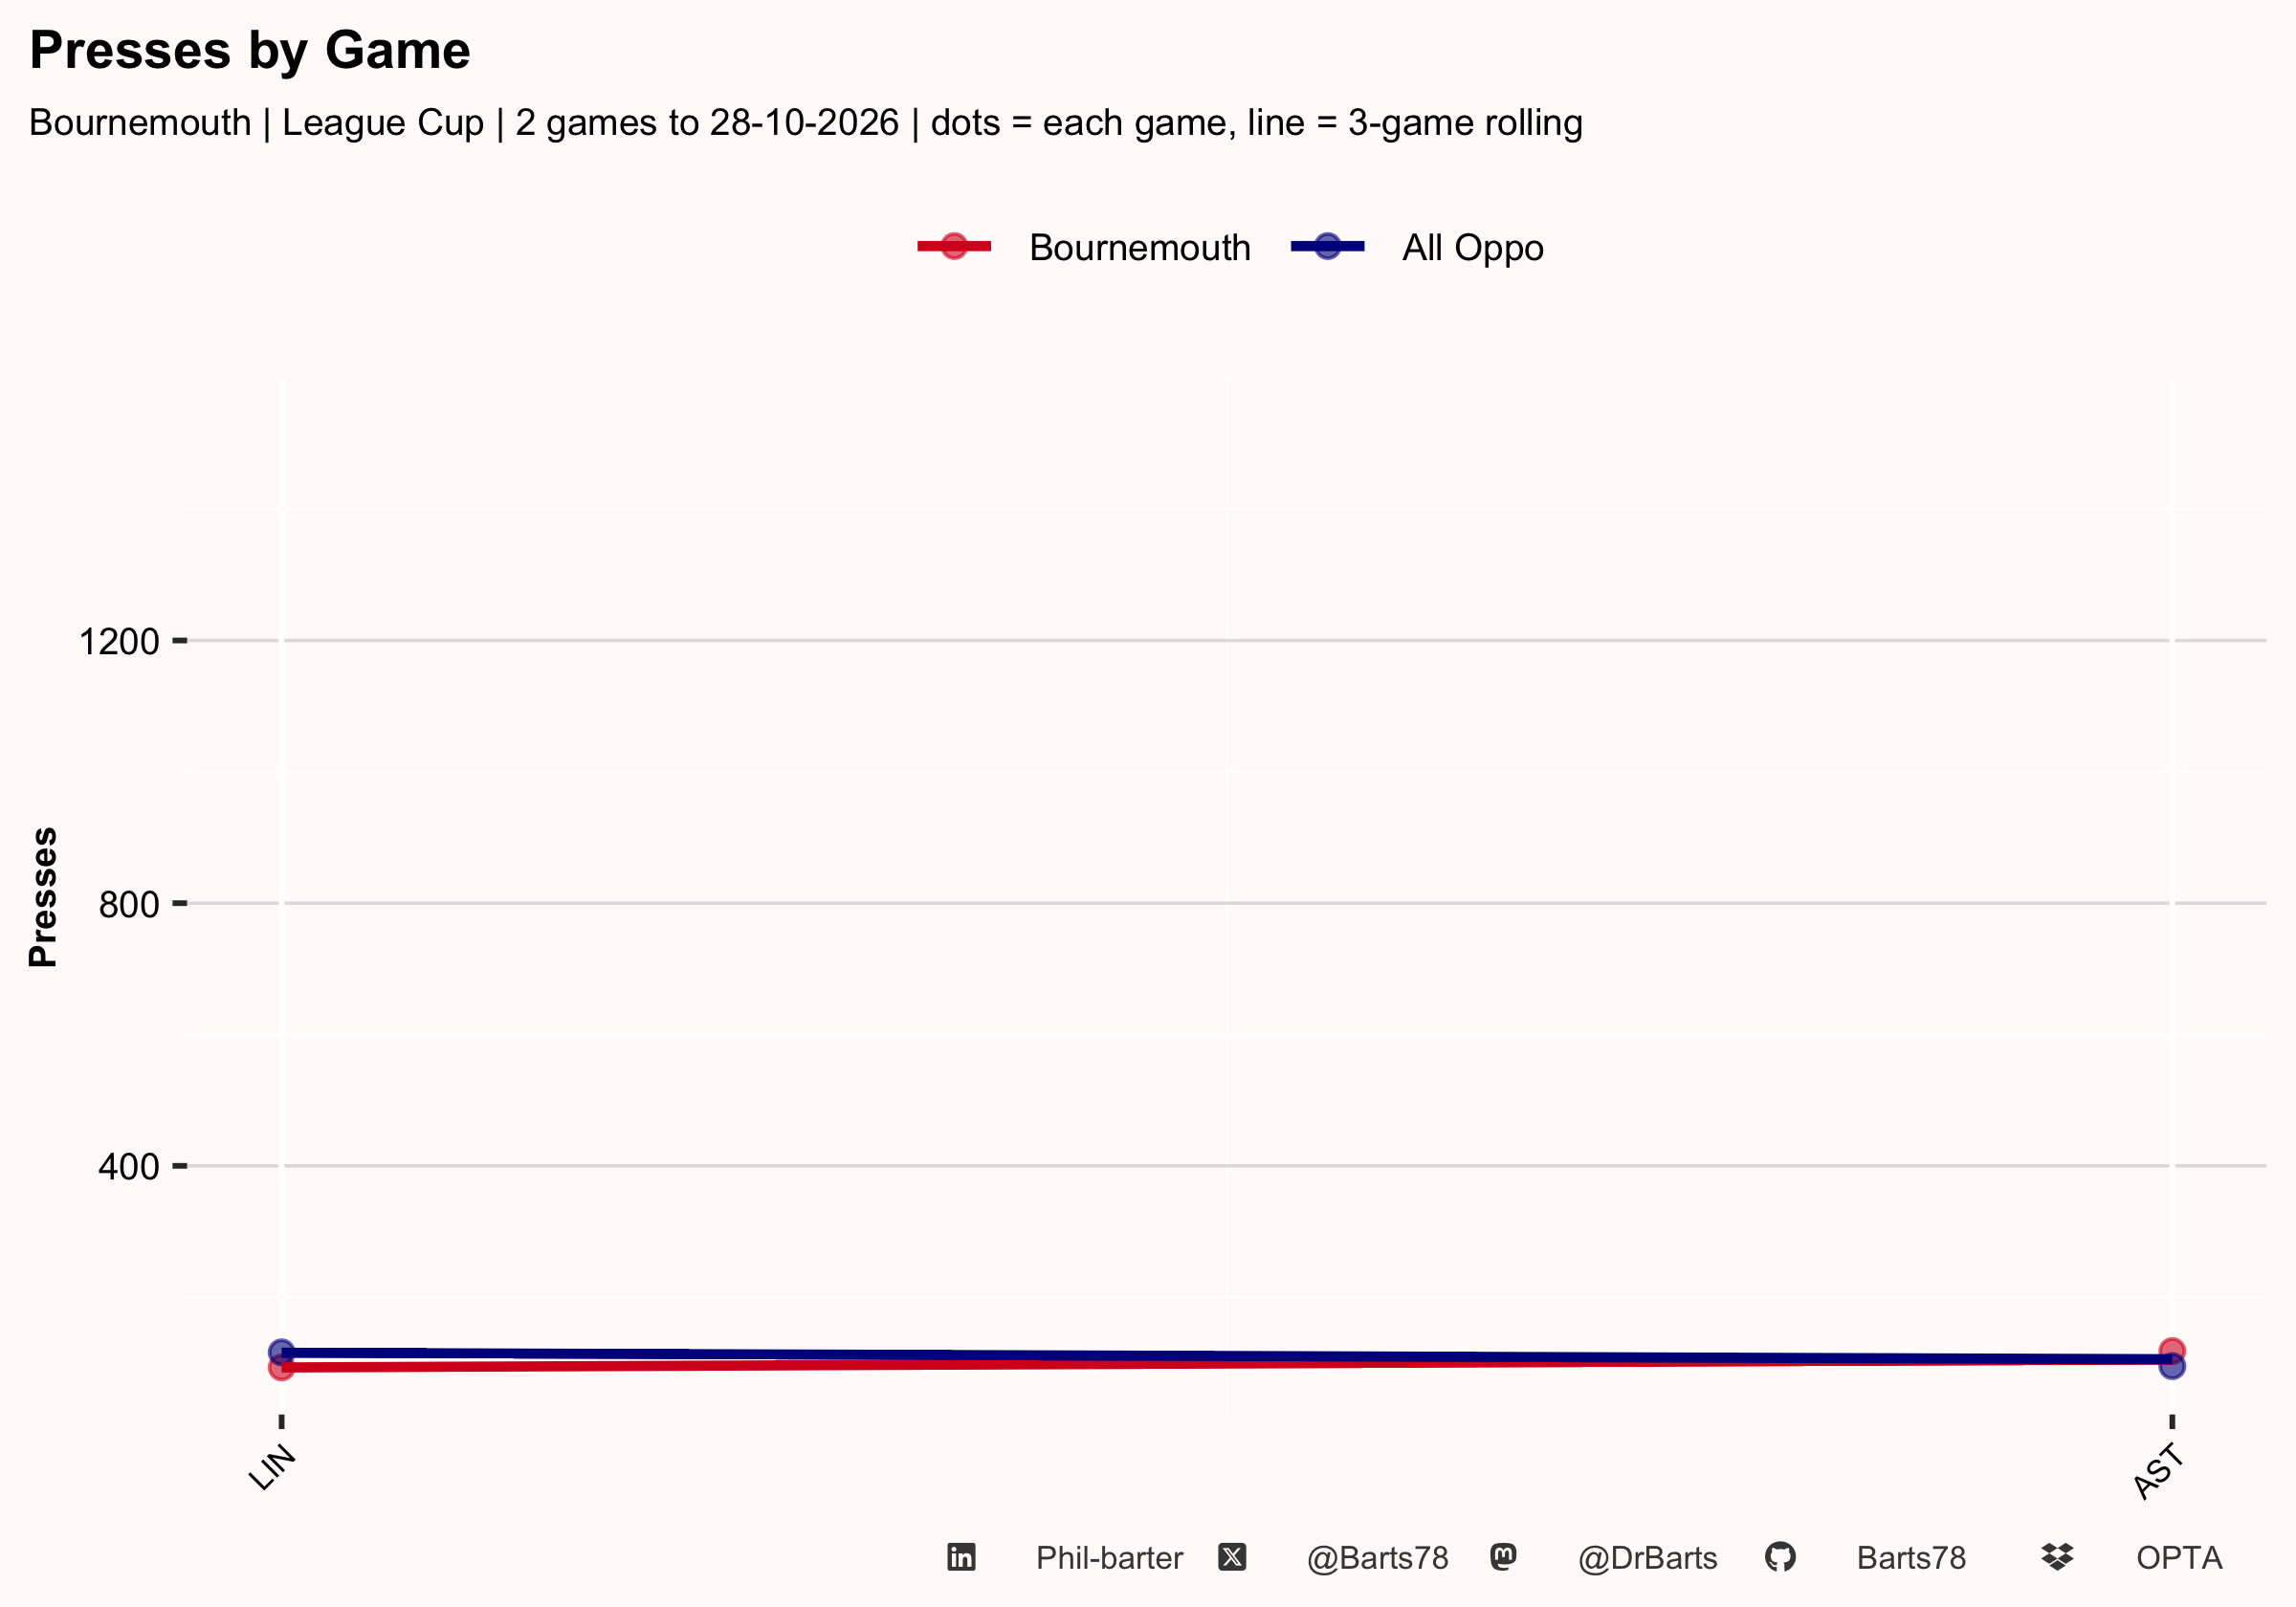 Presses by Game
Bournemouth | League Cup | 2 games to 28-10-2026 | dots = each game, line = 3-game rolling
Bournemouth All Oppo
Presses
1200
800
400
LIN AST
Phil-barter @Barts78 @DrBarts Barts78 OPTA